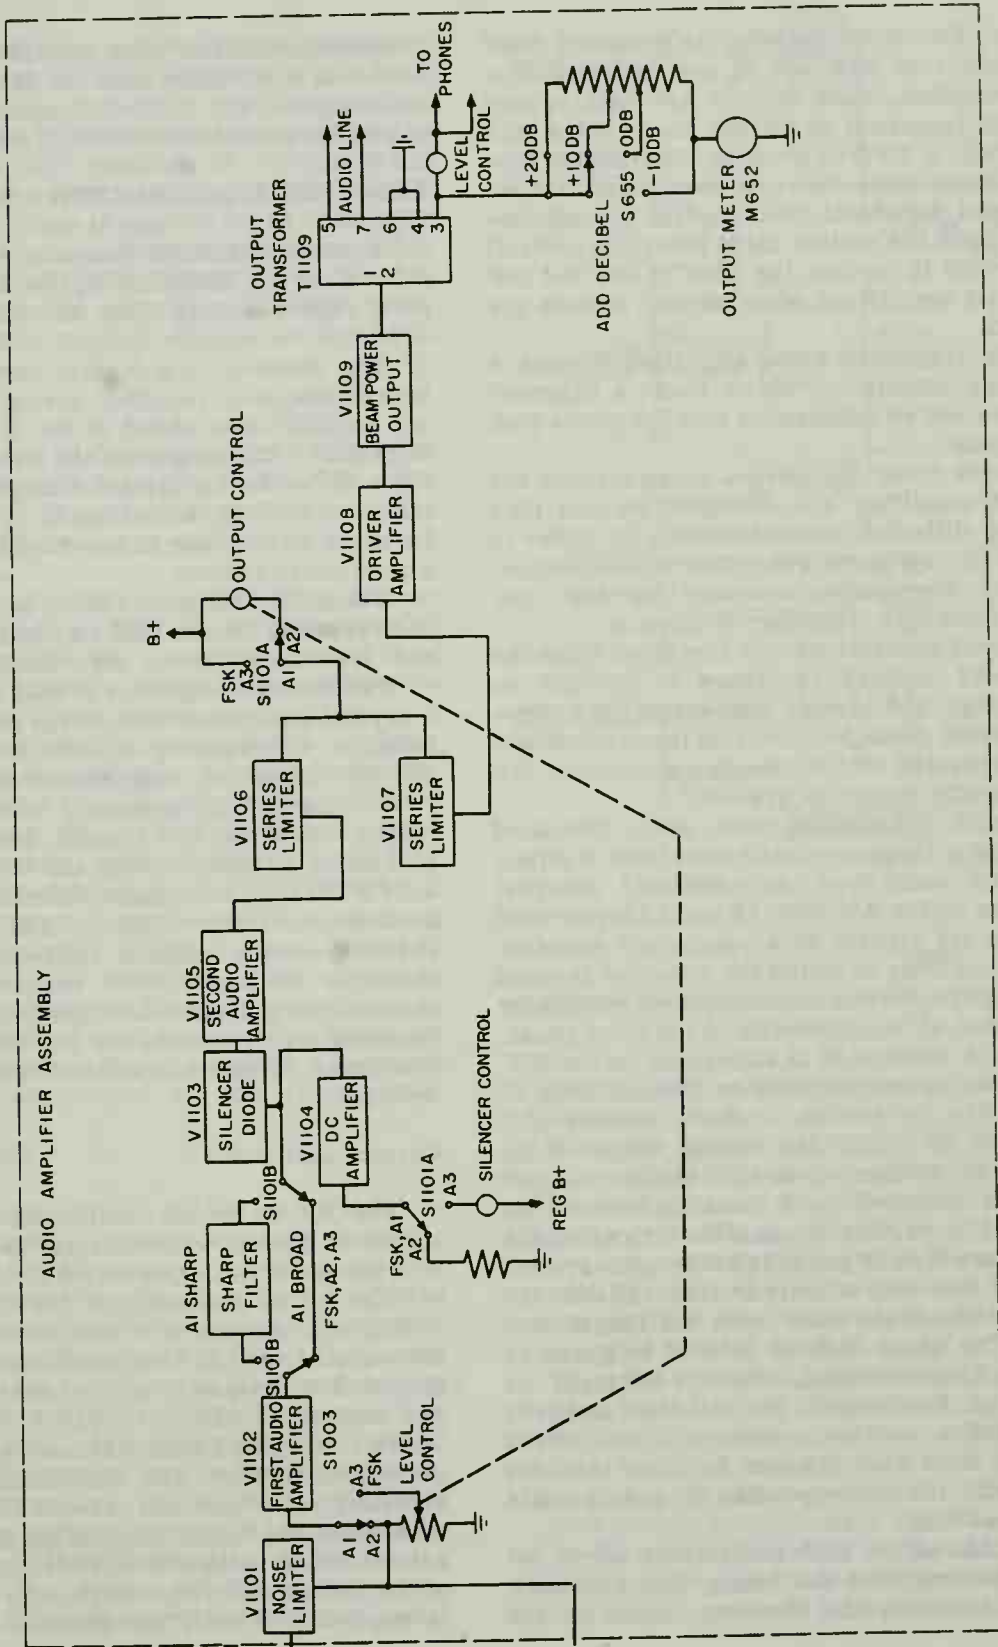 AUDIO AMPLIFIER ASSEMBLY
V1101
NOISE
LIMITER
A1
A2
A3
FSK
LEVEL
CONTROL
V1102
FIRST AUDIO
AMPLIFIER
S1003
S1101B
A1 SHARP
SHARP
FILTER
S1101B
A1 BROAD
FSK, A2, A3
V1103
SILENCER
DIODE
V1104
DC
AMPLIFIER
FSK, A1
A2
S1101A
A3
SILENCER CONTROL
REG B+
V1105
SECOND
AUDIO
AMPLIFIER
V1106
SERIES
LIMITER
V1107
SERIES
LIMITER
B+
FSK
A3
S1101A
A1
A2
OUTPUT CONTROL
V1108
DRIVER
AMPLIFIER
V1109
BEAM POWER
OUTPUT
OUTPUT
TRANSFORMER
T1109
1
2
5
7
6
4
3
AUDIO LINE
TO
PHONES
LEVEL
CONTROL
+20DB
+10DB
0DB
-10DB
ADD DECIBEL
S655
OUTPUT METER
M652